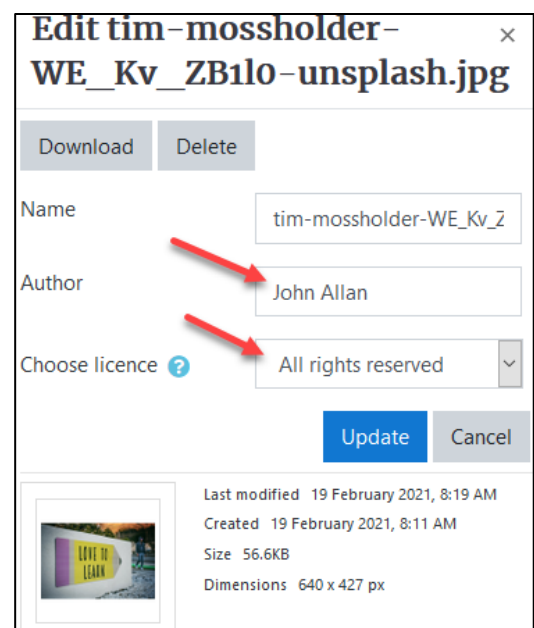 Edit tim-mossholder-
WE_Kv_ZB1l0-unsplash.jpg
×
Download Delete
Name
tim-mossholder-WE_Kv_Z
Author
John Allan
Choose licence ?
All rights reserved
Update Cancel
Last modified 19 February 2021, 8:19 AM
Created 19 February 2021, 8:11 AM
Size 56.6KB
Dimensions 640 x 427 px
LOVE TO
LEARN